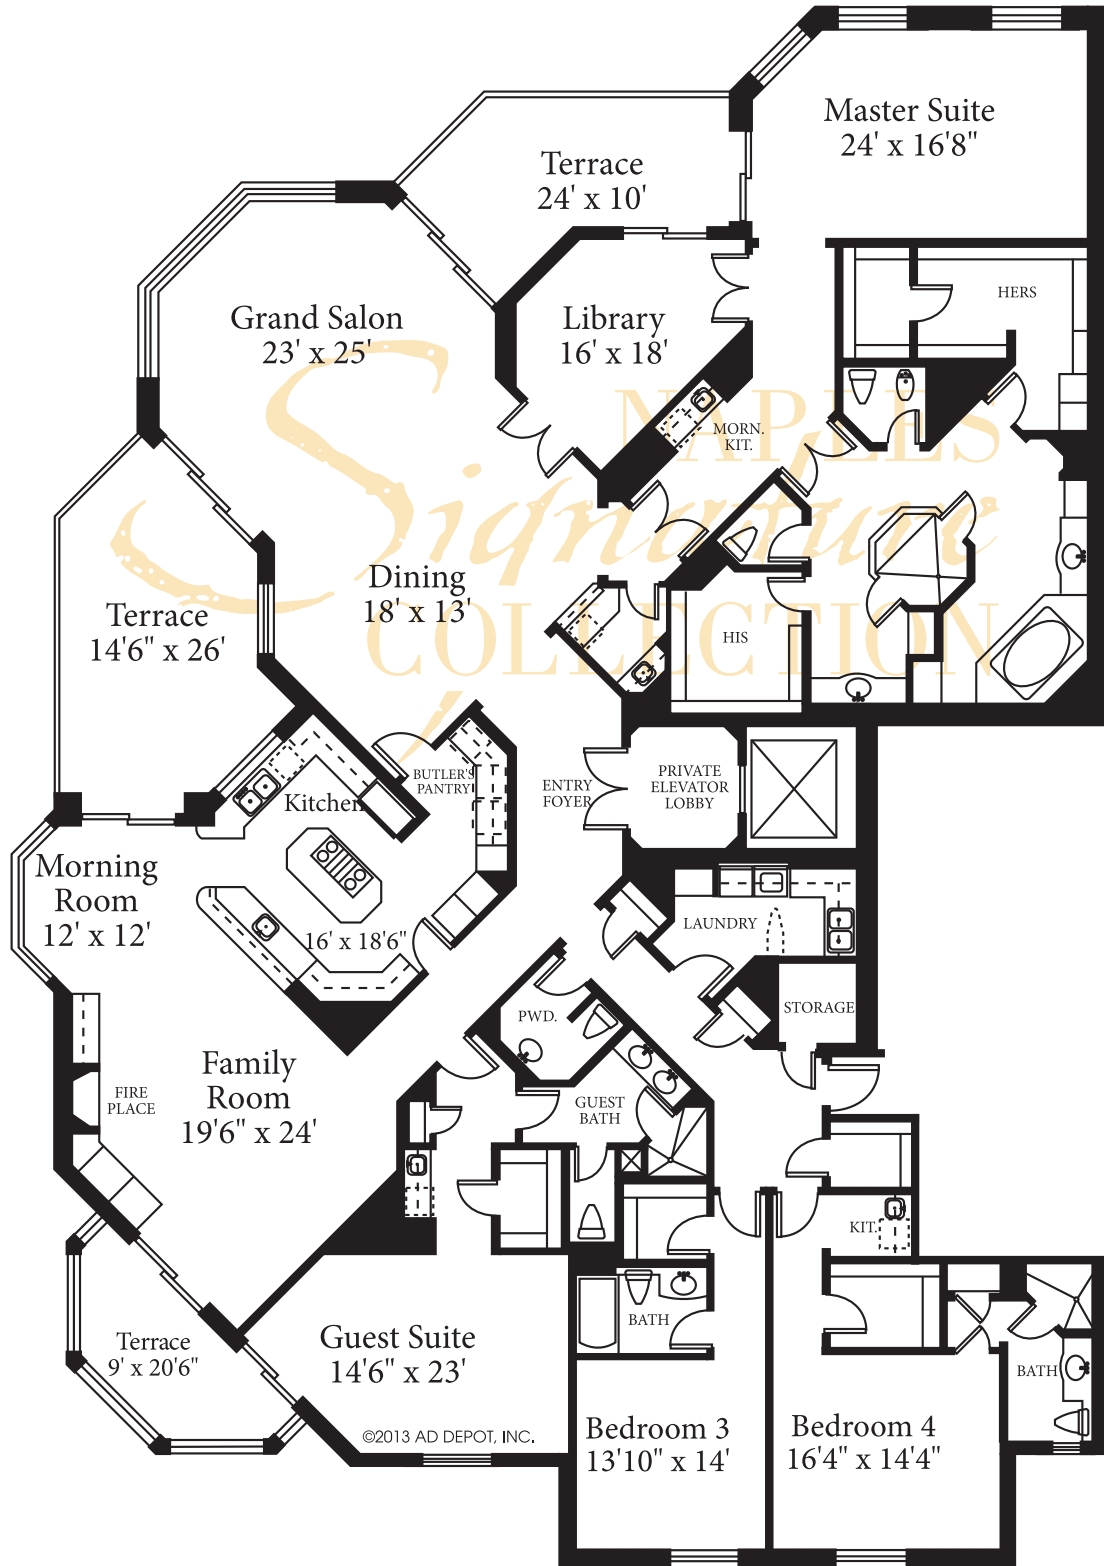 Master Suite
24' x 16'8"
Terrace
24' x 10'
HERS
Grand Salon
23' x 25'
Library
16' x 18'
NAPLES
MORN.
KIT.
Signature
Dining
18' x 13'
COLLECTION
HIS
Terrace
14'6" x 26'
BUTLER'S
PANTRY
ENTRY
FOYER
PRIVATE
ELEVATOR
LOBBY
Kitchen
16' x 18'6"
Morning
Room
12' x 12'
LAUNDRY
STORAGE
PWD.
Family
Room
19'6" x 24'
FIRE
PLACE
GUEST
BATH
KIT.
BATH
Terrace
9' x 20'6"
Guest Suite
14'6" x 23'
BATH
Bedroom 3
13'10" x 14'
Bedroom 4
16'4" x 14'4"
©2013 AD DEPOT, INC.